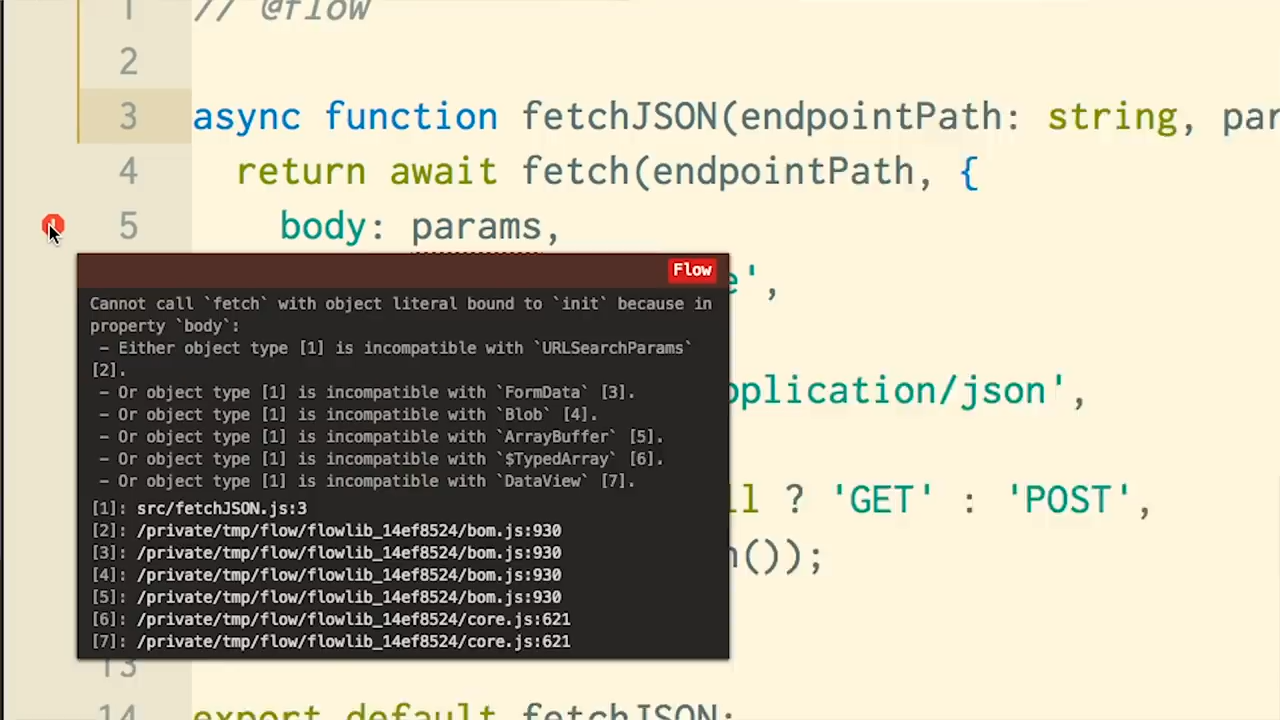 1 // @flow
2
3 async function fetchJSON(endpointPath: string, par
4 return await fetch(endpointPath, {
5 body: params,
Flow
e',
Cannot call `fetch` with object literal bound to `init` because in
property `body`:
- Either object type [1] is incompatible with `URLSearchParams`
[2].
- Or object type [1] is incompatible with `FormData` [3].
pplication/json',
- Or object type [1] is incompatible with `Blob` [4].
- Or object type [1] is incompatible with `ArrayBuffer` [5].
- Or object type [1] is incompatible with `$TypedArray` [6].
- Or object type [1] is incompatible with `DataView` [7].
ll ? 'GET' : 'POST',
[1]: src/fetchJSON.js:3
[2]: /private/tmp/flow/flowlib_14ef8524/bom.js:930
[3]: /private/tmp/flow/flowlib_14ef8524/bom.js:930
n());
[4]: /private/tmp/flow/flowlib_14ef8524/bom.js:930
[5]: /private/tmp/flow/flowlib_14ef8524/bom.js:930
[6]: /private/tmp/flow/flowlib_14ef8524/core.js:621
[7]: /private/tmp/flow/flowlib_14ef8524/core.js:621
13
14 export default fetchJSON;